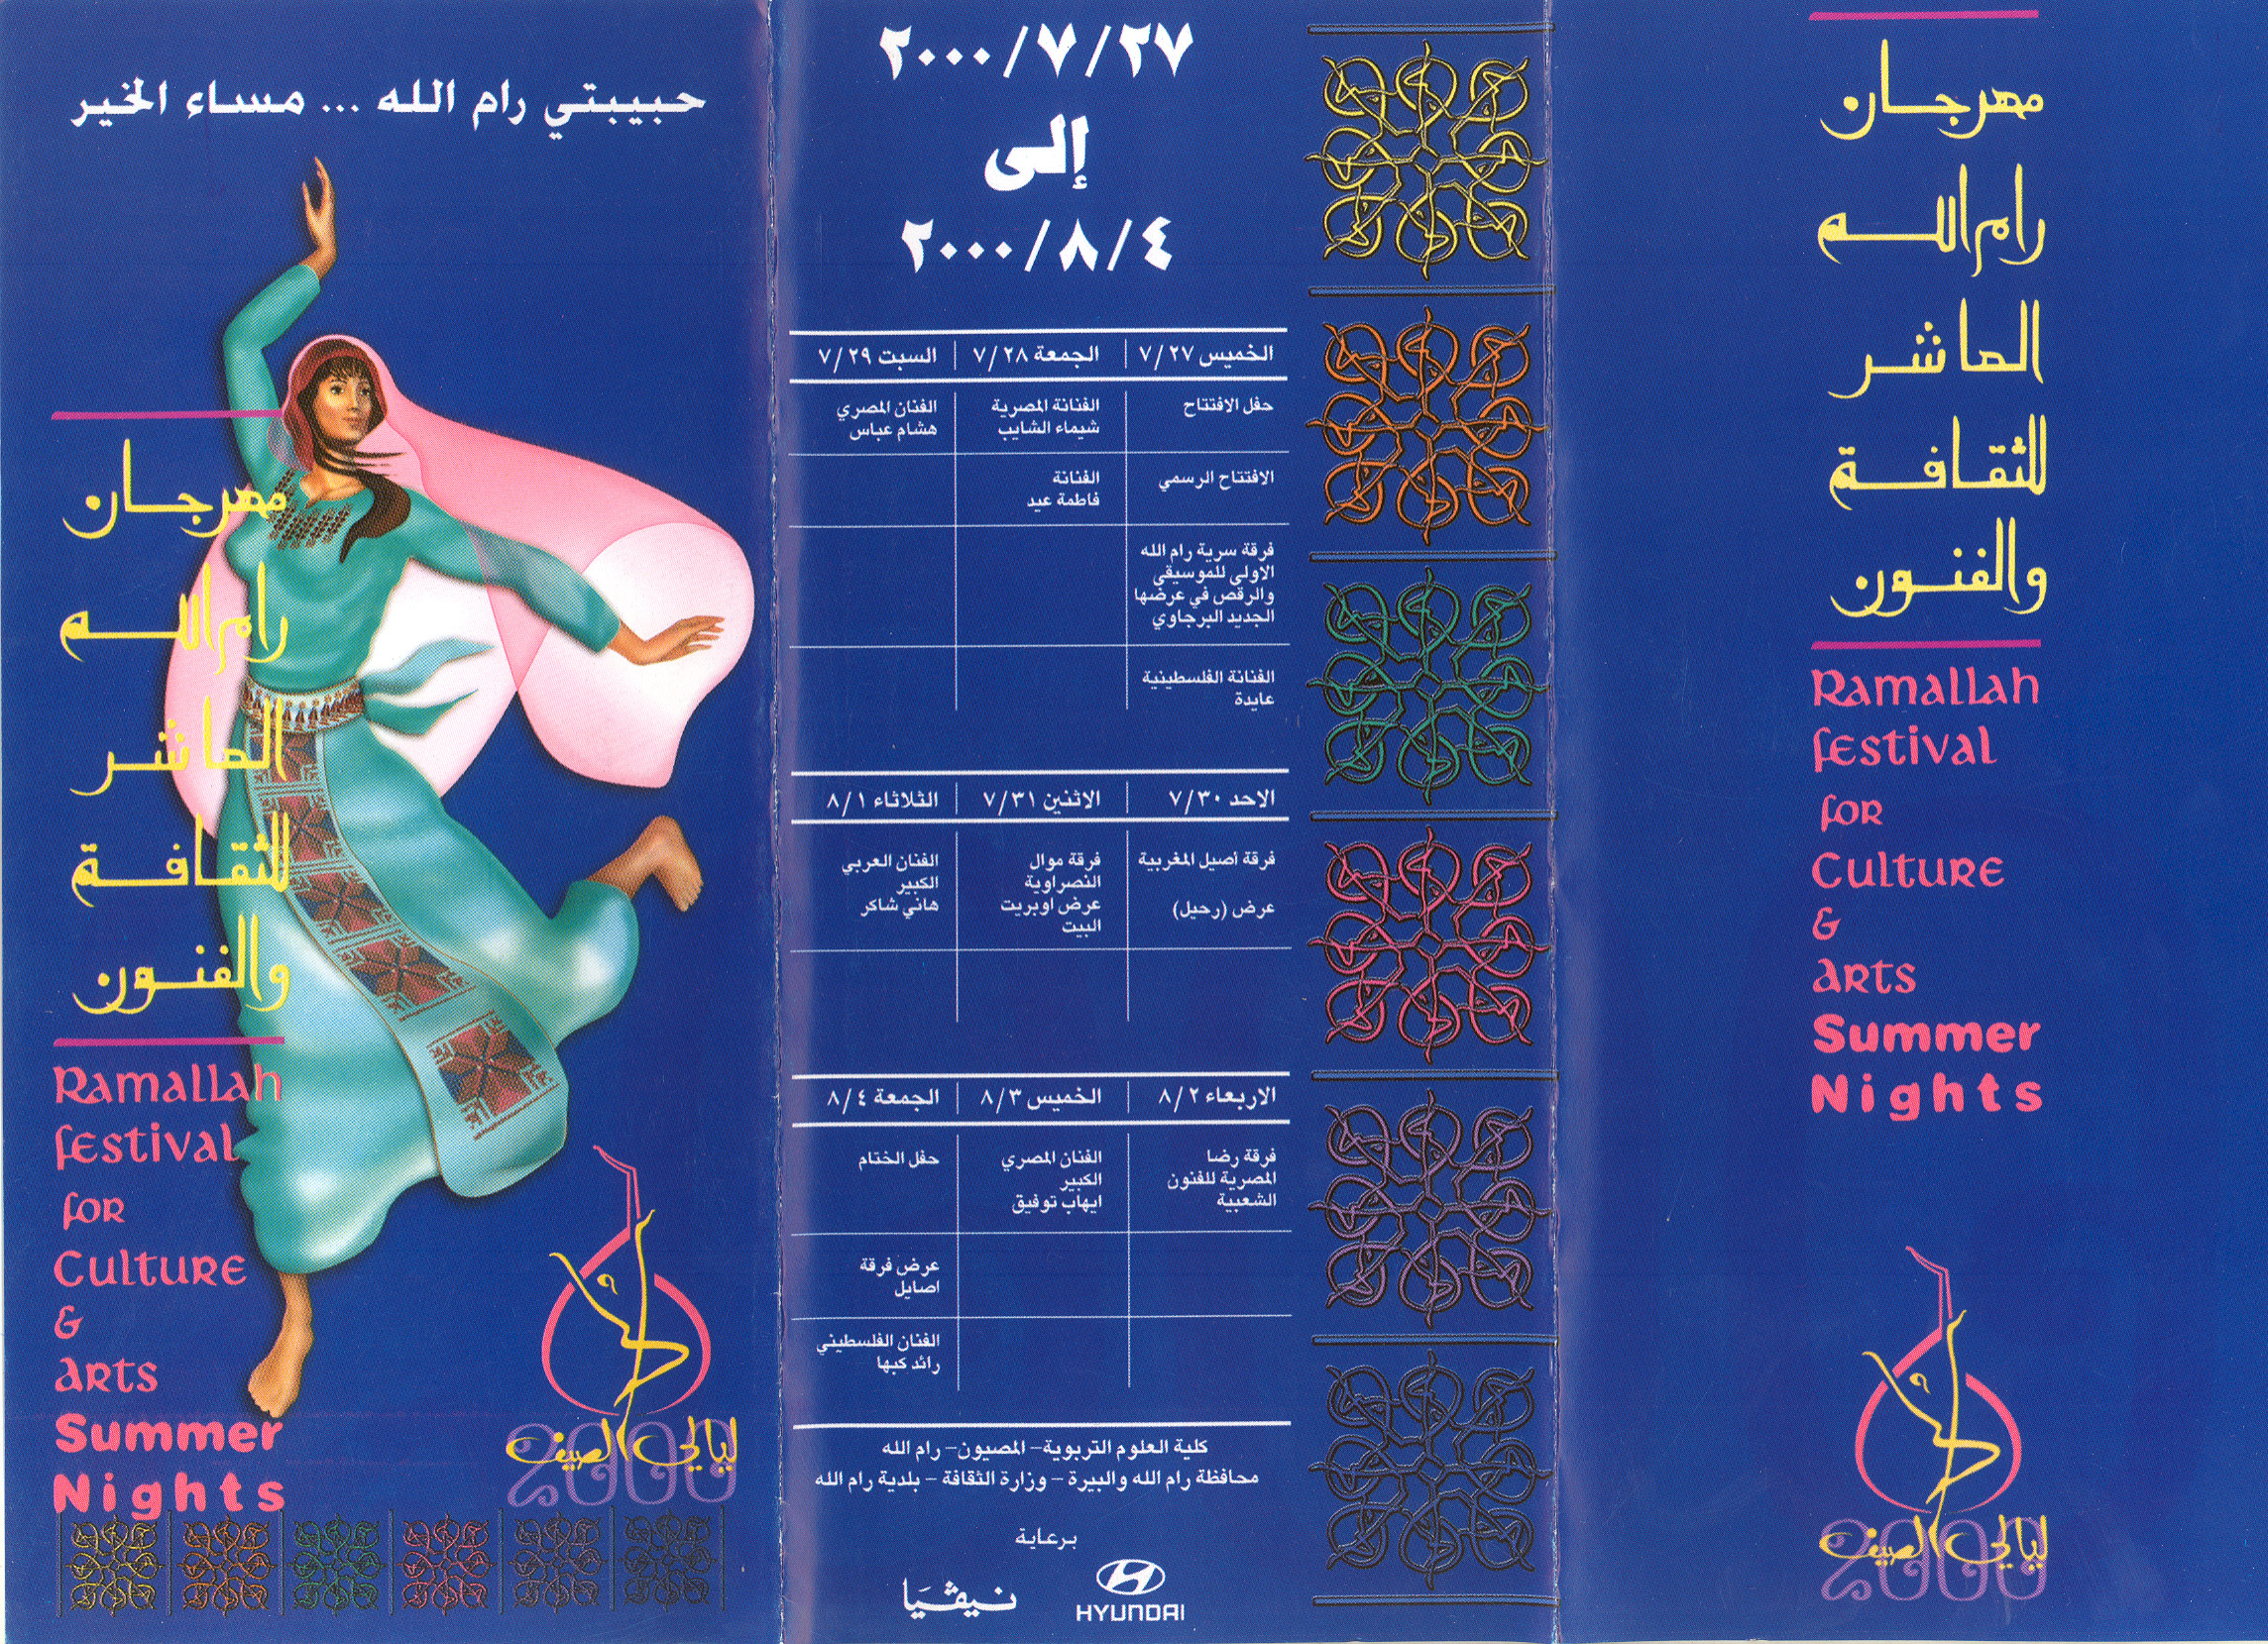 حبيبتي رام الله ... مساء الخير
مهرجان
رام الله
العاشر
للثقافة
والفنون
Ramallah
Festival
for
Culture
&
Arts
Summer
Nights
ليالي الصيف
2000
٢٠٠٠/٧/٢٧
إلى
٢٠٠٠/٨/٤
الخميس ٧/٢٧
حفل الافتتاح
الافتتاح الرسمي
فرقة سرية رام الله
الاولى للموسيقى
والرقص في عرضها
الجديد البرجاوي
الفنانة الفلسطينية
عايدة
الجمعة ٧/٢٨
الفنانة المصرية
شيماء الشايب
الفنانة
فاطمة عيد
السبت ٧/٢٩
الفنان المصري
هشام عباس
الاحد ٧/٣٠
فرقة أصيل المغربية
عرض (رحيل)
الاثنين ٧/٣١
فرقة موال
النصراوية
عرض اوبريت
البيت
الثلاثاء ٨/١
الفنان العربي
الكبير
هاني شاكر
الاربعاء ٨/٢
فرقة رضا
المصرية للفنون
الشعبية
الخميس ٨/٣
الفنان المصري
الكبير
ايهاب توفيق
الجمعة ٨/٤
حفل الختام
عرض فرقة
اصايل
الفنان الفلسطيني
رائد كبها
كلية العلوم التربوية- المصيون- رام الله
محافظة رام الله والبيرة - وزارة الثقافة - بلدية رام الله
برعاية
HYUNDAI
نيڤيَا
مهرجان
رام الله
العاشر
للثقافة
والفنون
Ramallah
Festival
for
Culture
&
Arts
Summer
Nights
ليالي الصيف
2000